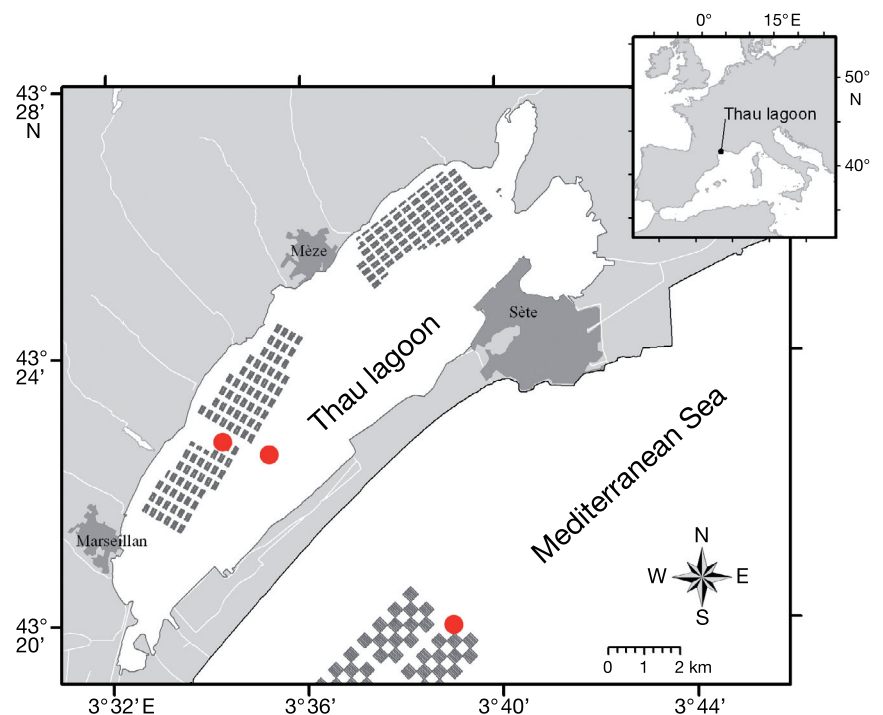 0° 15°E
43°
28’
N
50°
N
Thau lagoon
40°
Mèze
Sète
43°
24’
Thau lagoon
Mediterranean Sea
Marseillan
N
W E
S
43°
20’
0 1 2 km
3°32’E 3°36’ 3°40’ 3°44’